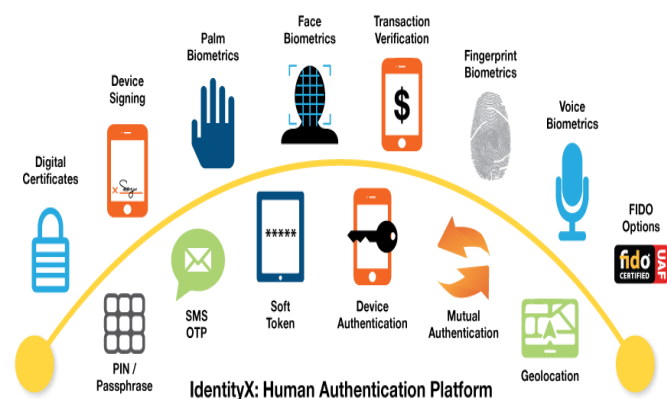 Digital
Certificates
Device
Signing
Palm
Biometrics
Face
Biometrics
Transaction
Verification
Fingerprint
Biometrics
Voice
Biometrics
FIDO
Options
x
$
*****
fido
CERTIFIED
UAF
PIN /
Passphrase
SMS
OTP
Soft
Token
Device
Authentication
Mutual
Authentication
Geolocation
IdentityX: Human Authentication Platform